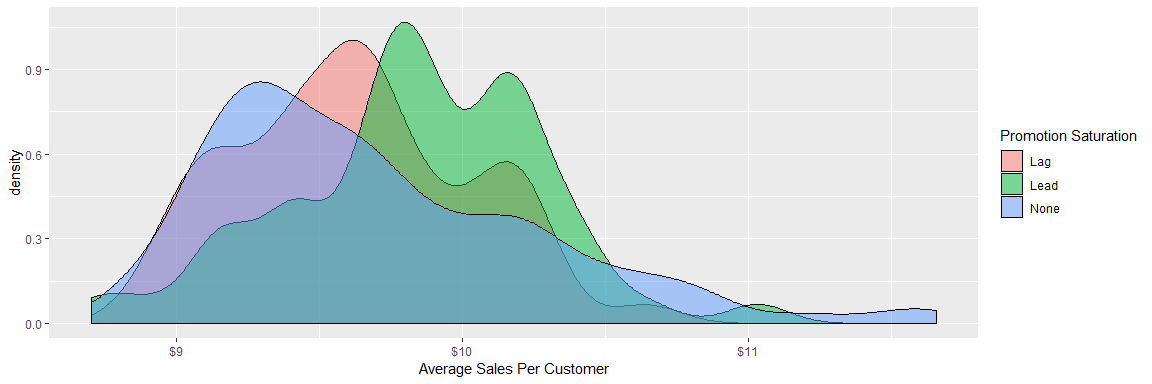 density
0.9
0.6
0.3
0.0
$9
$10
$11
Average Sales Per Customer
Promotion Saturation
Lag
Lead
None